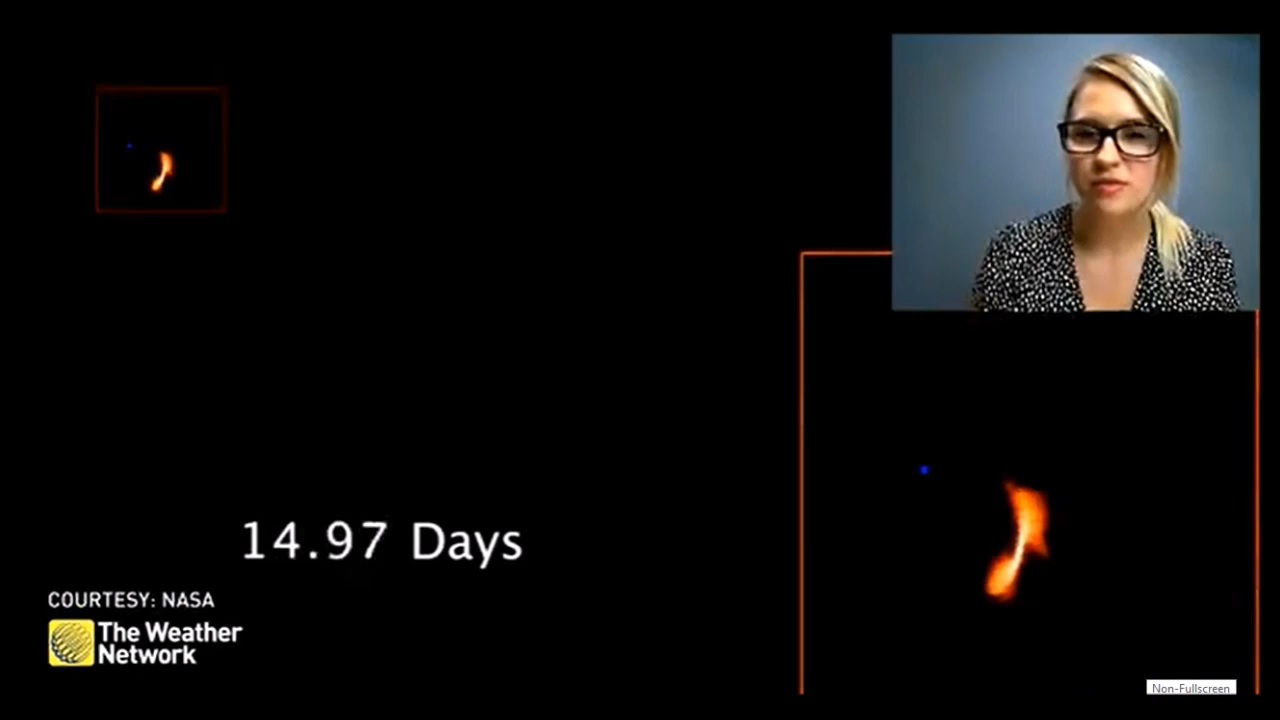 14.97 Days
COURTESY: NASA
The Weather
Network
Non-Fullscreen